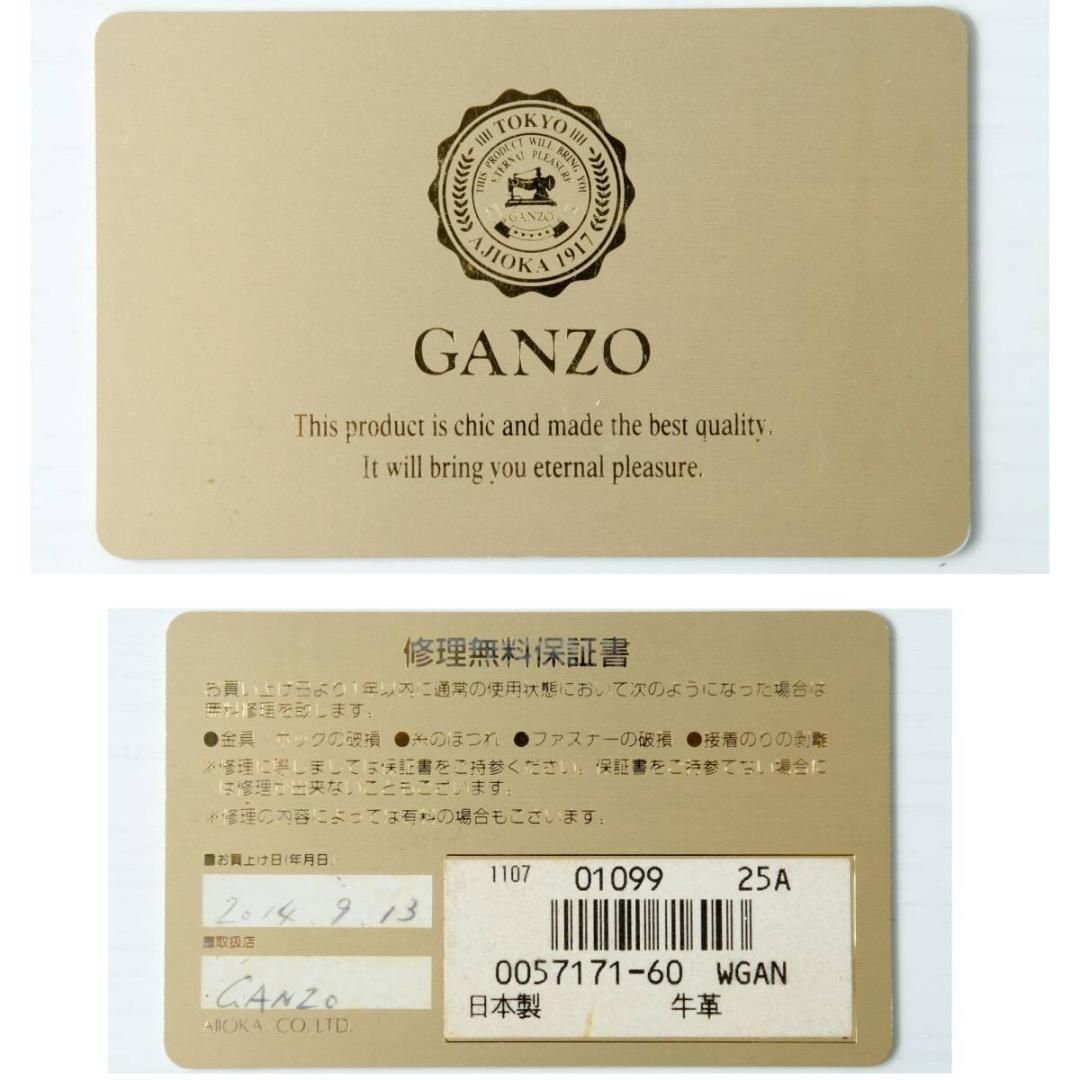 TOKYO
THIS PRODUCT WILL BRING YOU
ETERNAL PLEASURE
GANZO
AJIOKA 1917
GANZO
This product is chic and made the best quality.
It will bring you eternal pleasure.
修理無料保証書
お買い上げ日より1年以内に通常の使用状態において次のようになった場合は
無料修理を致します。
●金具・ホックの破損 ●糸のほつれ ●ファスナーの破損 ●接着のりの剥離
※修理に際しましては保証書をご持参ください。保証書をご持参でない場合に
は修理が出来ないこともございます。
※修理の内容によっては有料の場合もございます。
■お買上げ日(年月日)
2014.9.13
■取扱店
GANZO
AJIOKA. CO. LTD.
1107 01099 25A
0057171-60 WGAN
日本製 牛革